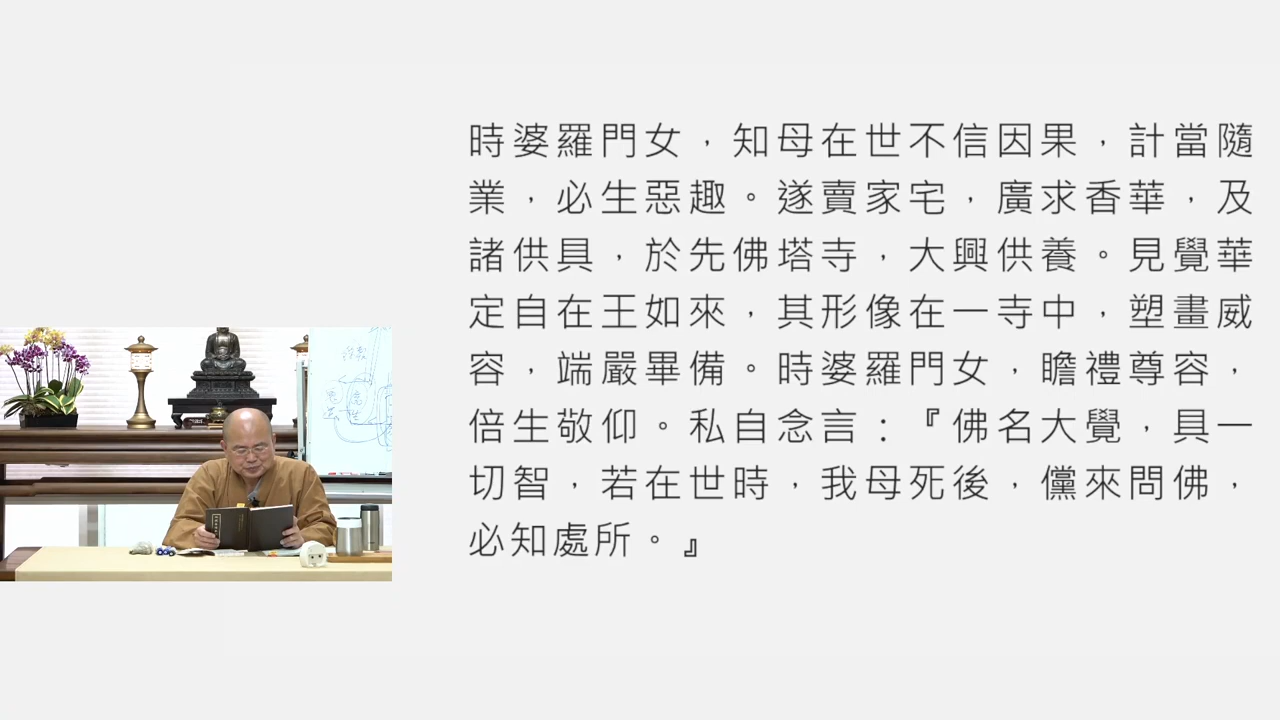 時婆羅門女，知母在世不信因果，計當隨
業，必生惡趣。遂賣家宅，廣求香華，及
諸供具，於先佛塔寺，大興供養。見覺華
定自在王如來，其形像在一寺中，塑畫威
容，端嚴畢備。時婆羅門女，瞻禮尊容，
倍生敬仰。私自念言：『佛名大覺，具一
切智，若在世時，我母死後，儻來問佛，
必知處所。』